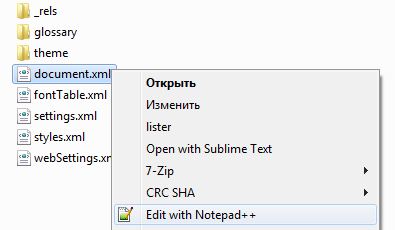 _rels
glossary
theme
document.xml
fontTable.xml
settings.xml
styles.xml
webSettings.xm
Открыть
Изменить
lister
Open with Sublime Text
7-Zip
CRC SHA
Edit with Notepad++